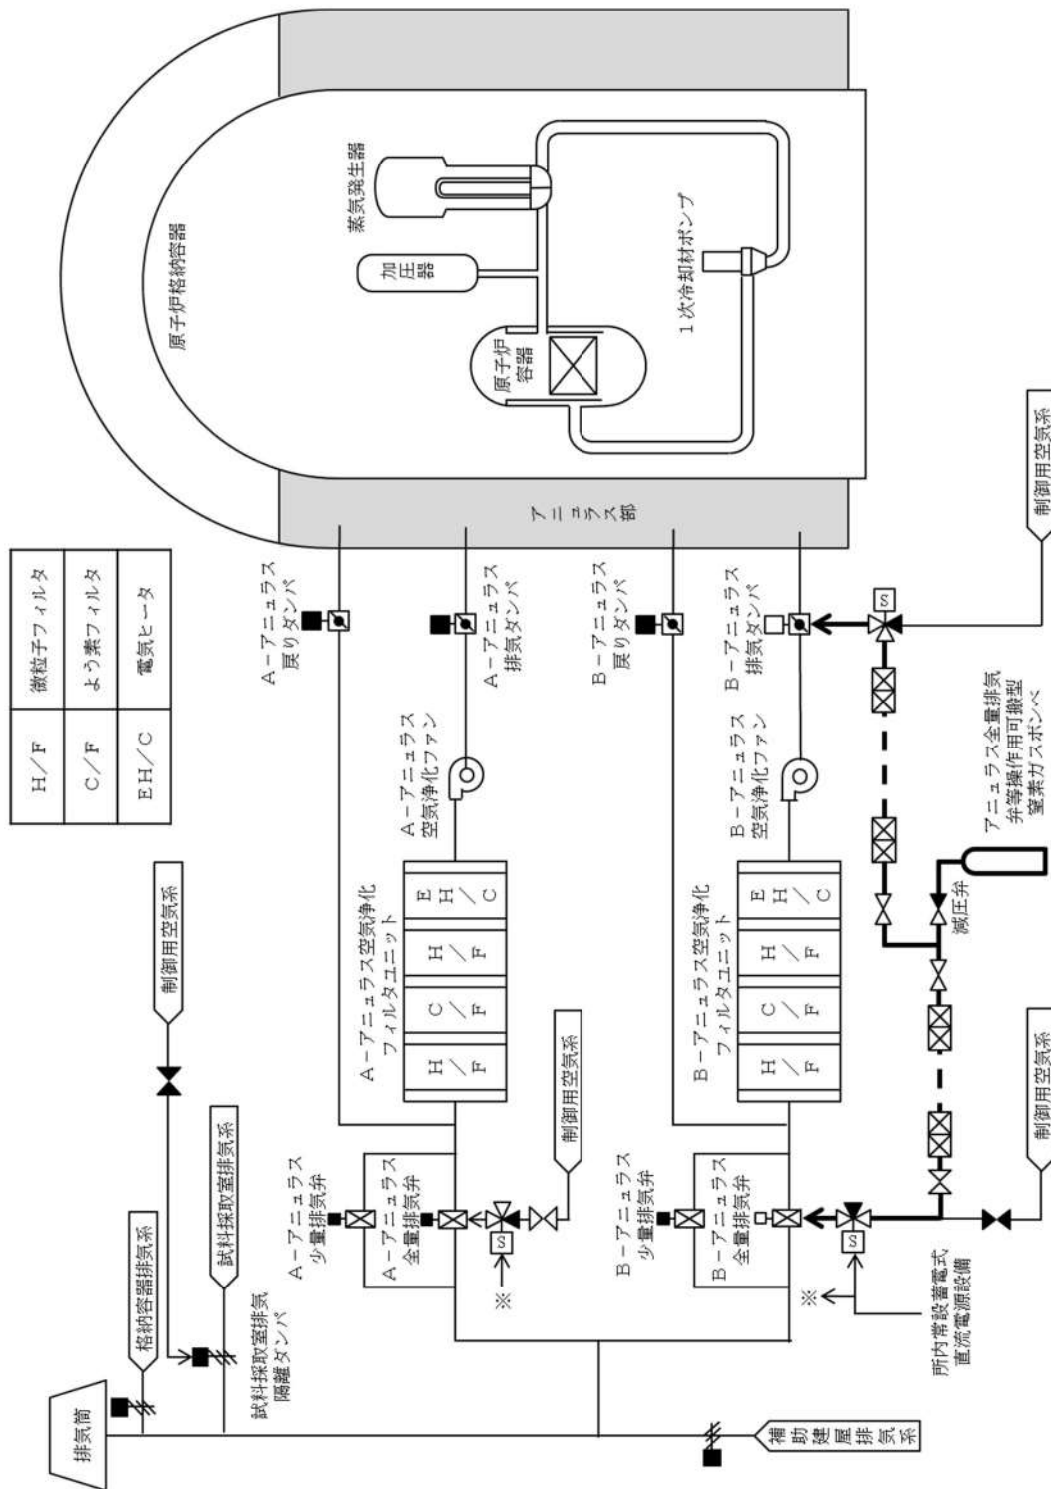 H/F
微粒子フィルタ
C/F
よう素フィルタ
EH/C
電気ヒータ
原子炉格納容器
蒸気発生器
加圧器
原子炉
容器
1次冷却材ポンプ
アニュラス部
排気筒
格納容器排気系
制御用空気系
試料採取室排気系
試料採取室排気
隔離ダンパ
A-アニュラス
戻りダンパ
A-アニュラス
排気ダンパ
A-アニュラス
空気浄化ファン
A-アニュラス空気浄化
フィルタユニット
H/F
C/F
H/F
EH/C
A-アニュラス
少量排気弁
A-アニュラス
全量排気弁
S
※
制御用空気系
B-アニュラス
戻りダンパ
B-アニュラス
排気ダンパ
B-アニュラス
空気浄化ファン
B-アニュラス空気浄化
フィルタユニット
H/F
C/F
H/F
EH/C
B-アニュラス
少量排気弁
B-アニュラス
全量排気弁
S
※
所内常設蓄電式
直流電源設備
制御用空気系
減圧弁
アニュラス全量排気
弁等操作用可搬型
窒素ガスボンベ
S
制御用空気系
補助建屋排気系